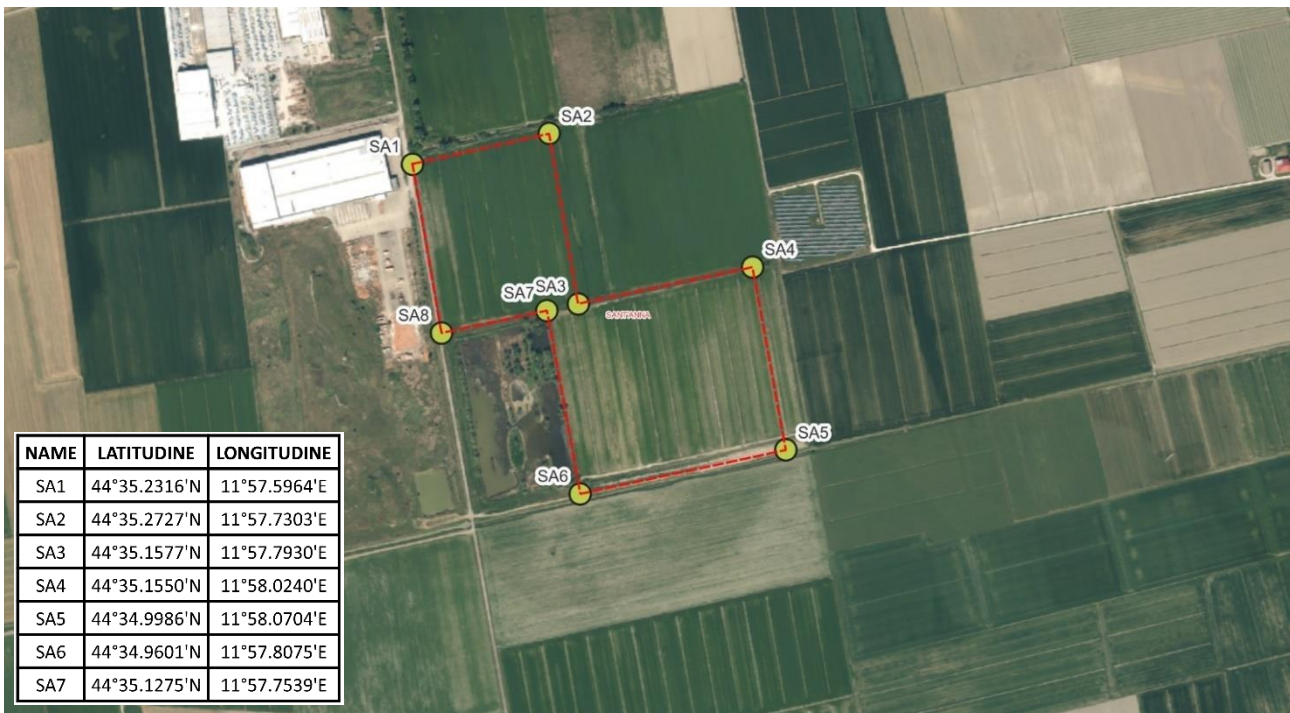 SA2
SA1
SA4
SA7
SA3
SANT'ANNA
SA8
SA5
SA6
NAME LATITUDINE LONGITUDINE
SA1 44°35.2316'N 11°57.5964'E
SA2 44°35.2727'N 11°57.7303'E
SA3 44°35.1577'N 11°57.7930'E
SA4 44°35.1550'N 11°58.0240'E
SA5 44°34.9986'N 11°58.0704'E
SA6 44°34.9601'N 11°57.8075'E
SA7 44°35.1275'N 11°57.7539'E